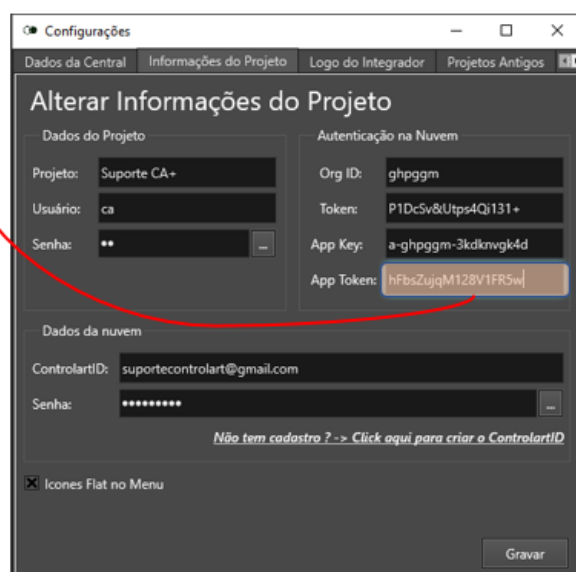 Configurações
Dados da Central Informações do Projeto Logo do Integrador Projetos Antigos
Alterar Informações do Projeto
Dados do Projeto
Projeto: Suporte CA+
Usuário: ca
Senha: •• ...
Autenticação na Nuvem
Org ID: ghpggm
Token: P1DcSv&Utps4Qi131+
App Key: a-ghpggm-3kdknvgk4d
App Token: hFbsZujqM128V1FR5w
Dados da nuvem
ControlartID: suportecontrolart@gmail.com
Senha: ••••••••• ...
Não tem cadastro ? -> Click aqui para criar o ControlartID
Icones Flat no Menu
Gravar